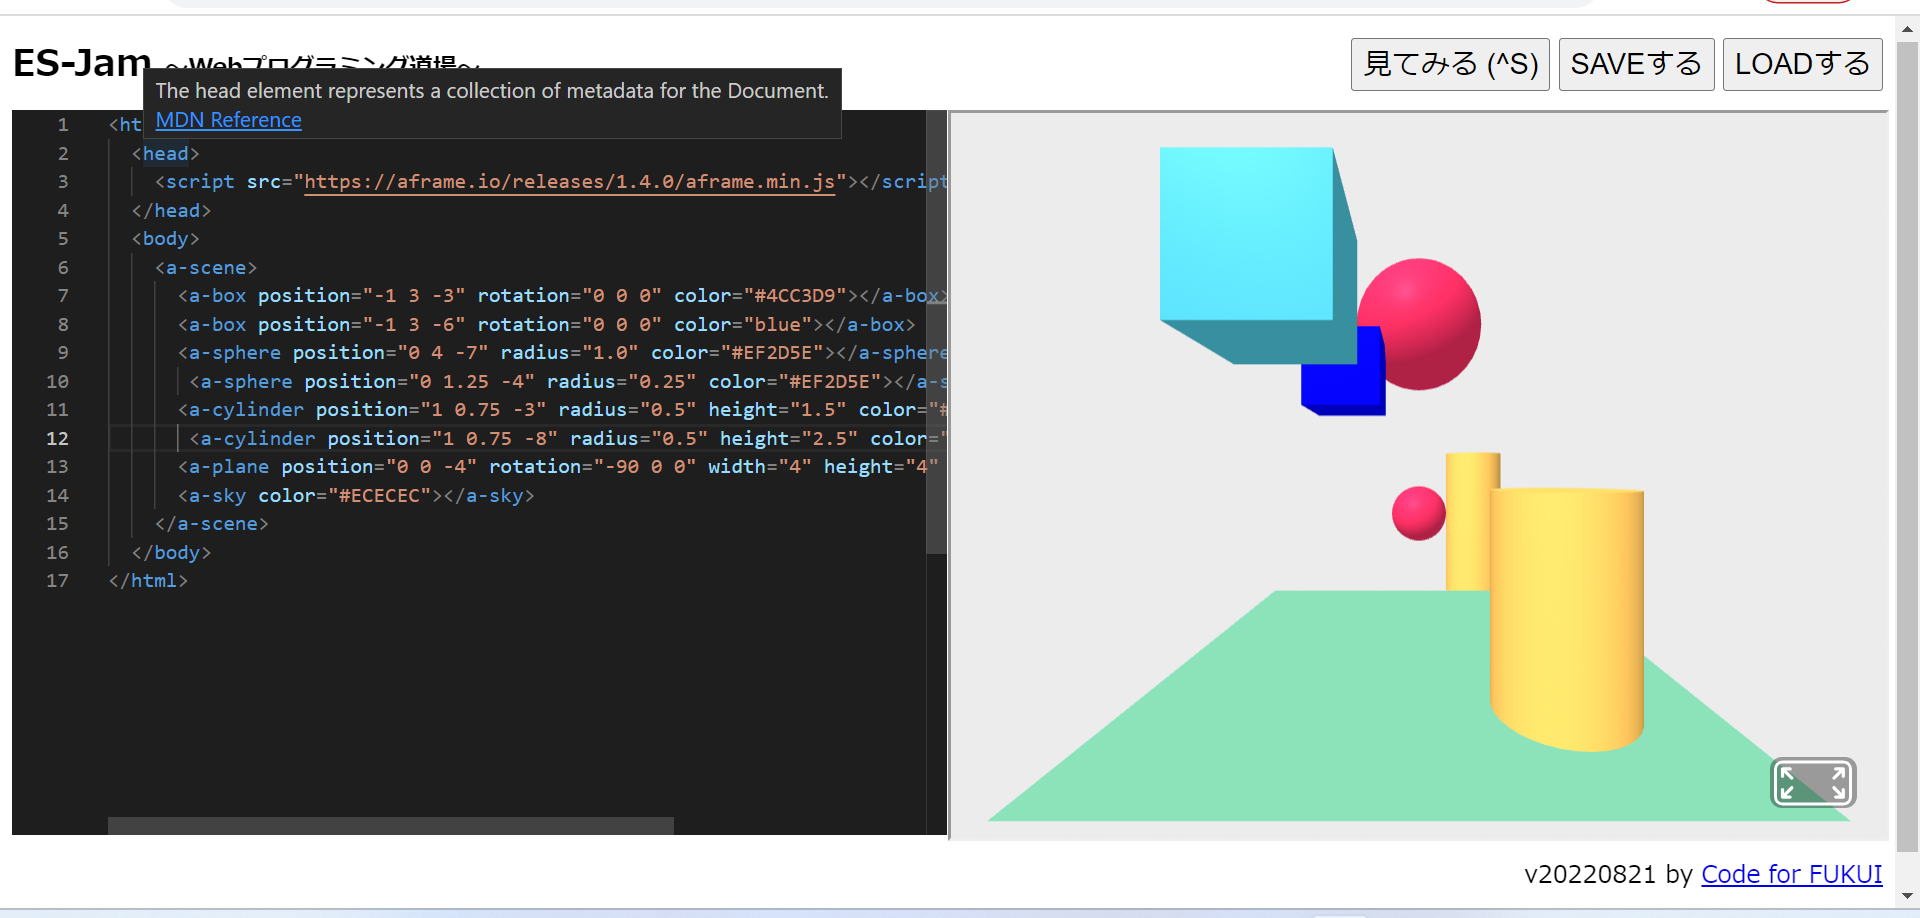 ES-Jam ～Webプログラミング道場～
見てみる (^S) SAVEする LOADする
The head element represents a collection of metadata for the Document.
MDN Reference
1 <ht
2 <head>
3 <script src="https://aframe.io/releases/1.4.0/aframe.min.js"></script
4 </head>
5 <body>
6 <a-scene>
7 <a-box position="-1 3 -3" rotation="0 0 0" color="#4CC3D9"></a-box>
8 <a-box position="-1 3 -6" rotation="0 0 0" color="blue"></a-box>
9 <a-sphere position="0 4 -7" radius="1.0" color="#EF2D5E"></a-sphere
10 <a-sphere position="0 1.25 -4" radius="0.25" color="#EF2D5E"></a-s
11 <a-cylinder position="1 0.75 -3" radius="0.5" height="1.5" color="#
12 <a-cylinder position="1 0.75 -8" radius="0.5" height="2.5" color="
13 <a-plane position="0 0 -4" rotation="-90 0 0" width="4" height="4"
14 <a-sky color="#ECECEC"></a-sky>
15 </a-scene>
16 </body>
17 </html>
v20220821 by Code for FUKUI